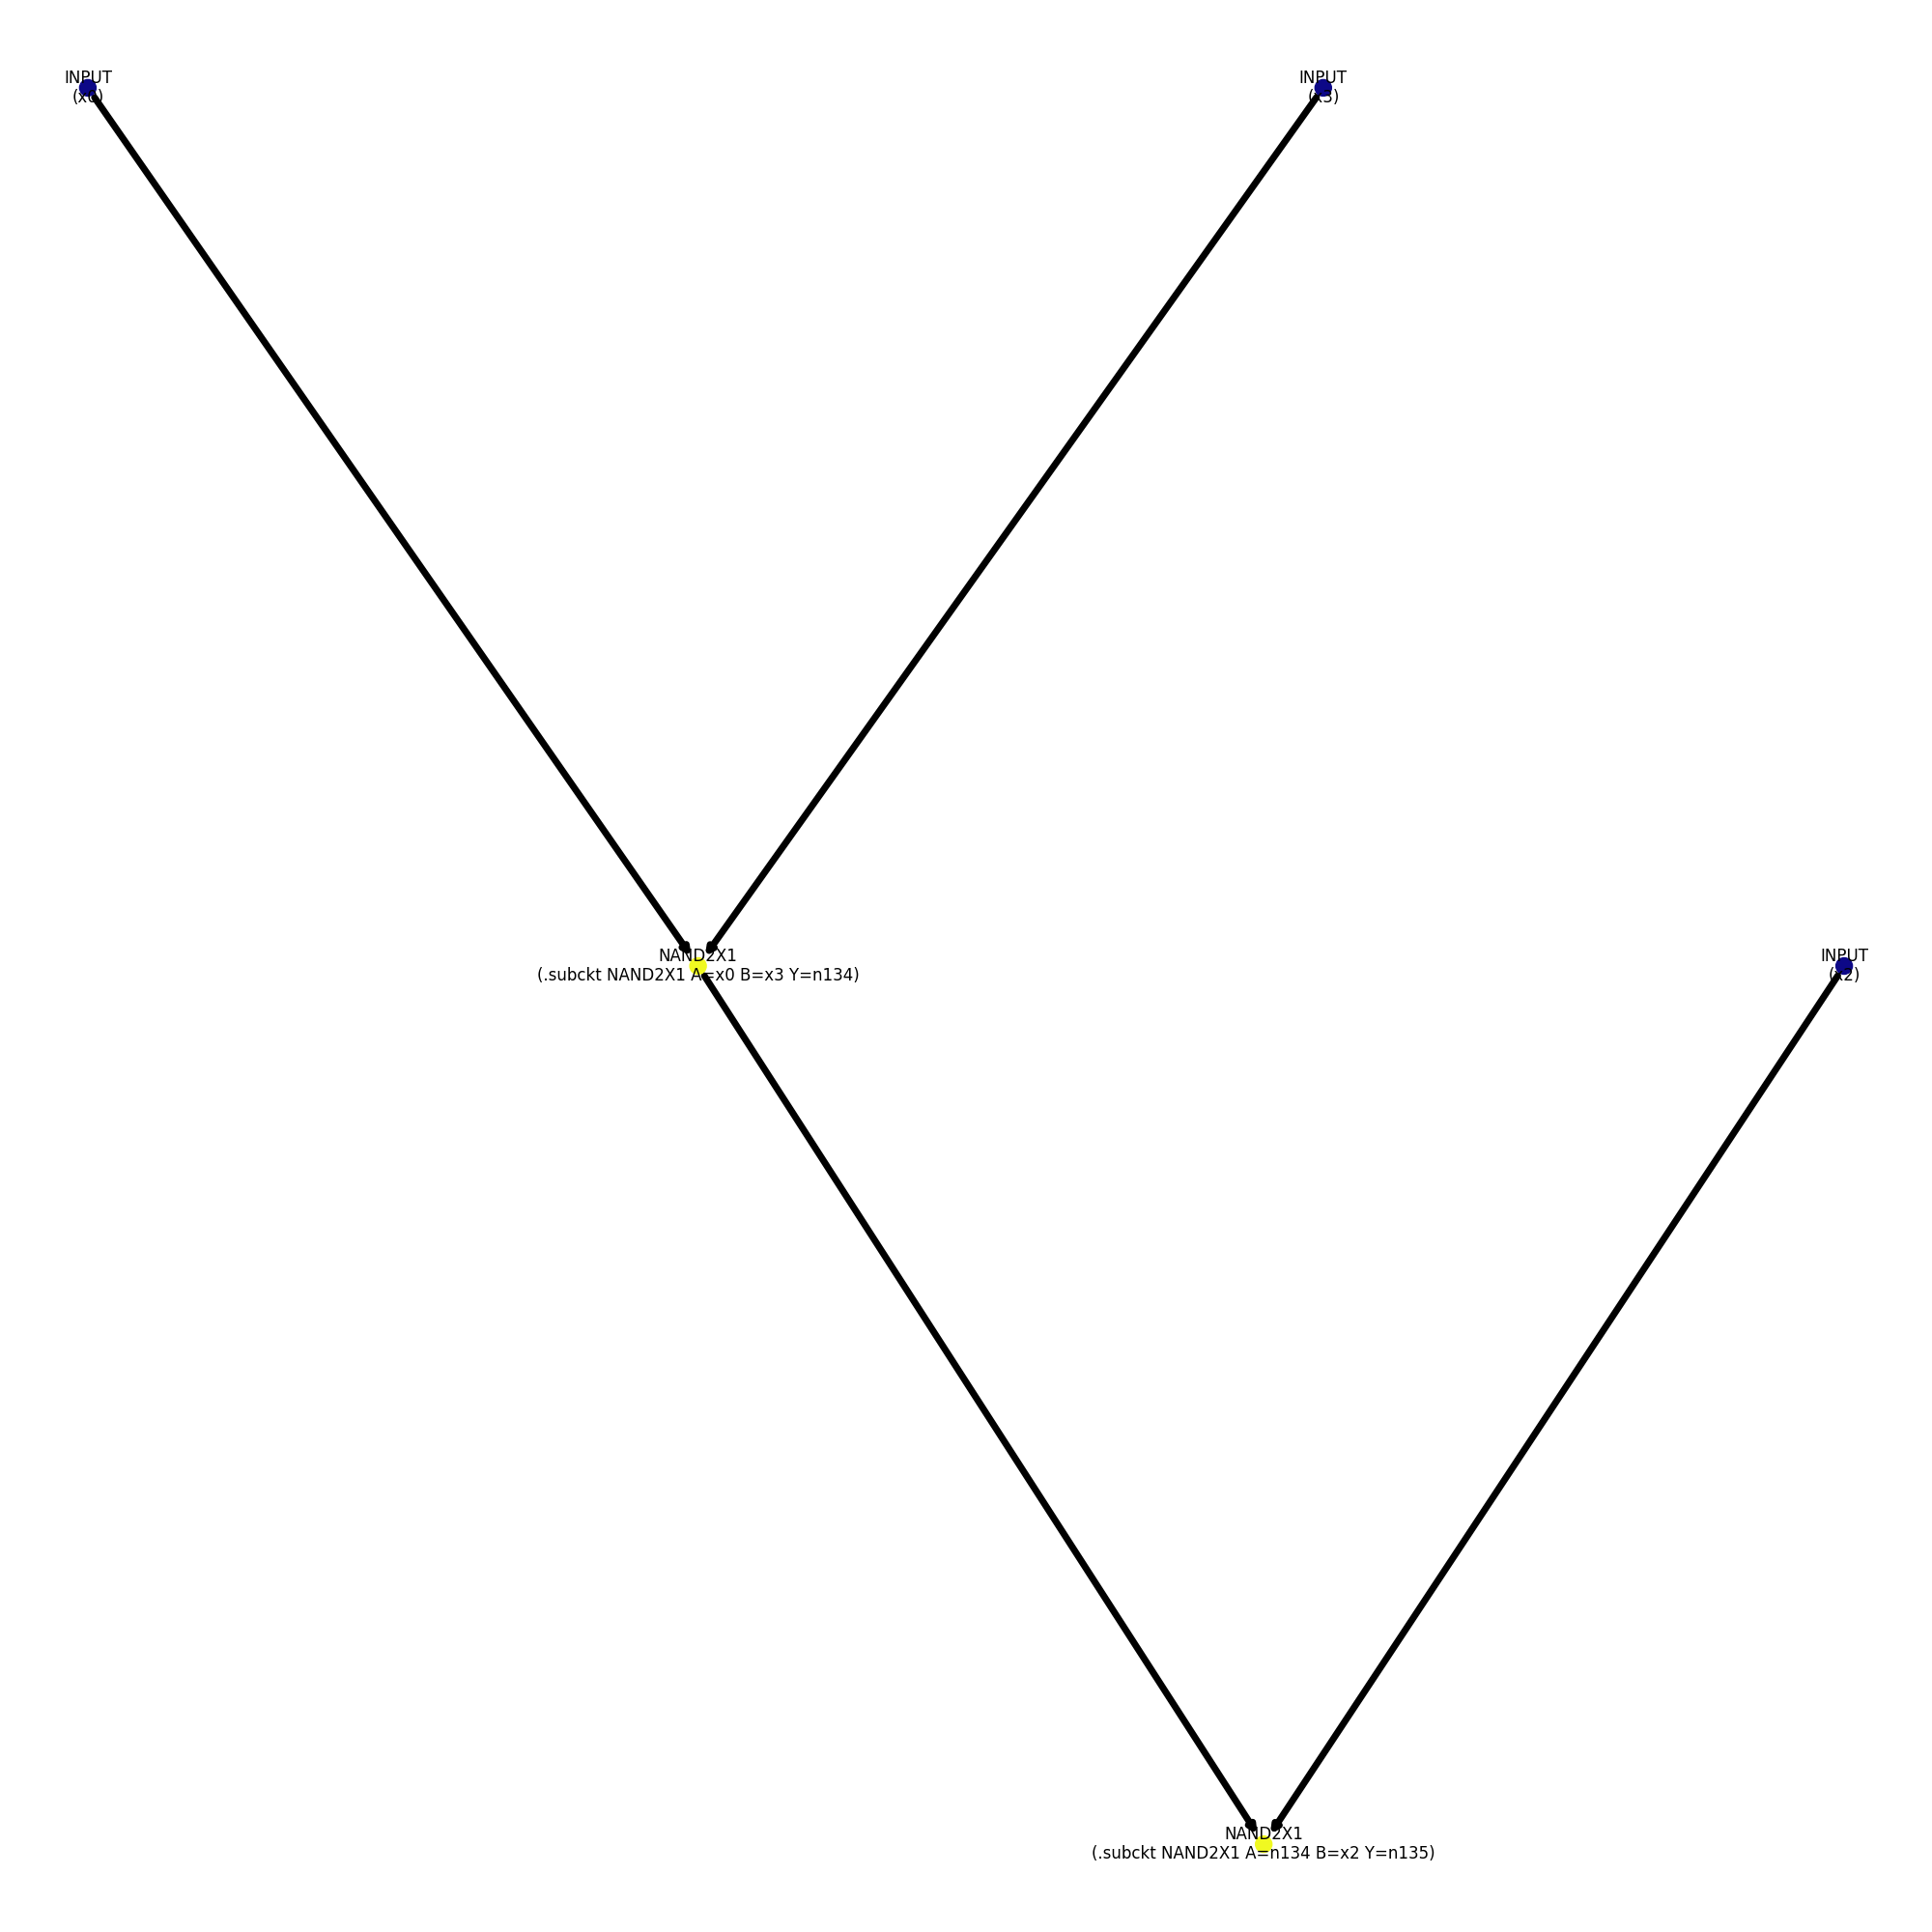 INPUT
(x0)
INPUT
(x3)
NAND2X1
(.subckt NAND2X1 A=x0 B=x3 Y=n134)
INPUT
(x2)
NAND2X1
(.subckt NAND2X1 A=n134 B=x2 Y=n135)